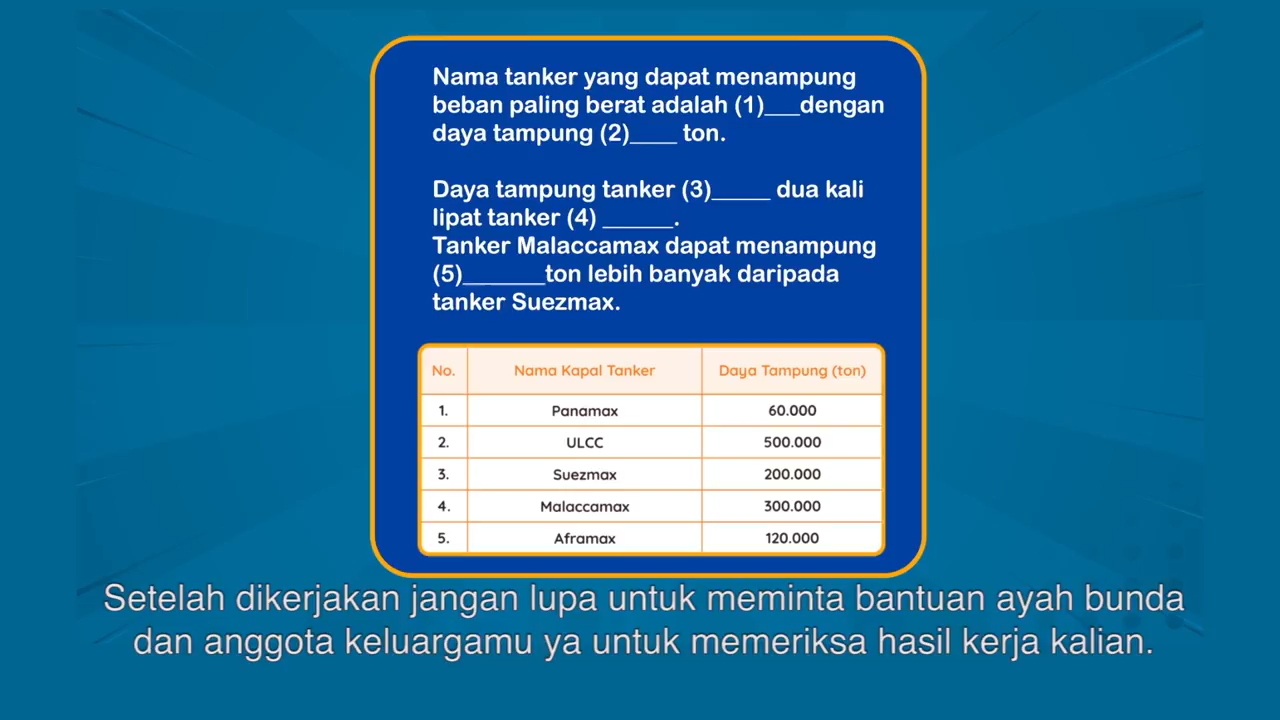 Nama tanker yang dapat menampung
beban paling berat adalah (1)___dengan
daya tampung (2)____ ton.
Daya tampung tanker (3)_____ dua kali
lipat tanker (4) ______.
Tanker Malaccamax dapat menampung
(5)_______ton lebih banyak daripada
tanker Suezmax.
No. Nama Kapal Tanker Daya Tampung (ton)
1. Panamax 60.000
2. ULCC 500.000
3. Suezmax 200.000
4. Malaccamax 300.000
5. Aframax 120.000
Setelah dikerjakan jangan lupa untuk meminta bantuan ayah bunda
dan anggota keluargamu ya untuk memeriksa hasil kerja kalian.